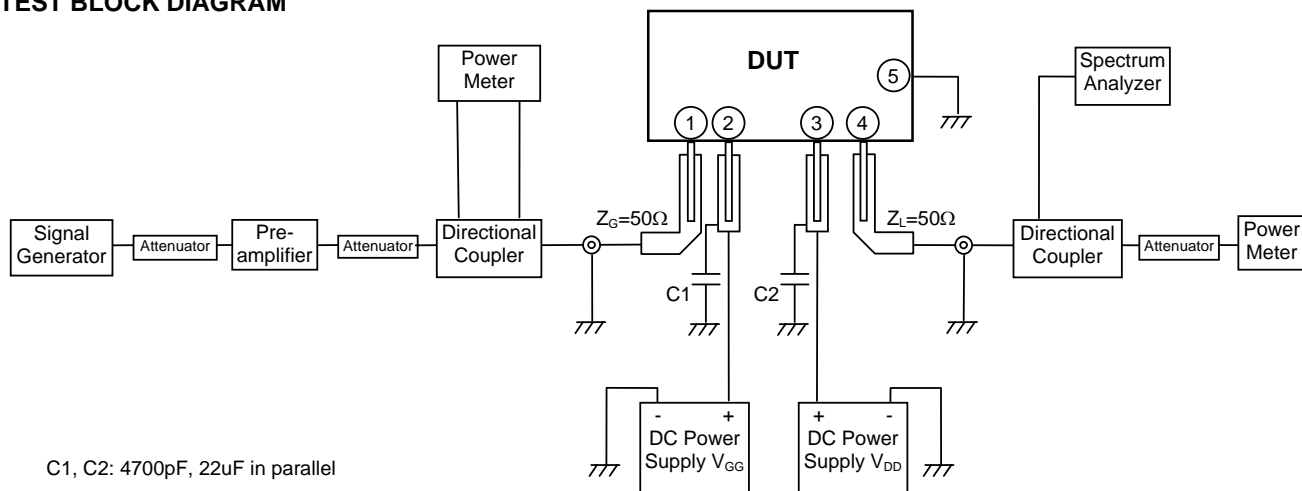 TEST BLOCK DIAGRAM
Power
Meter
DUT
5
Spectrum
Analyzer
1
2
3
4
Signal
Generator
Attenuator
Pre-
amplifier
Attenuator
Directional
Coupler
ZG=50Ω
ZL=50Ω
Directional
Coupler
Attenuator
Power
Meter
C1
C2
- +
DC Power
Supply VGG
+ -
DC Power
Supply VDD
C1, C2: 4700pF, 22uF in parallel